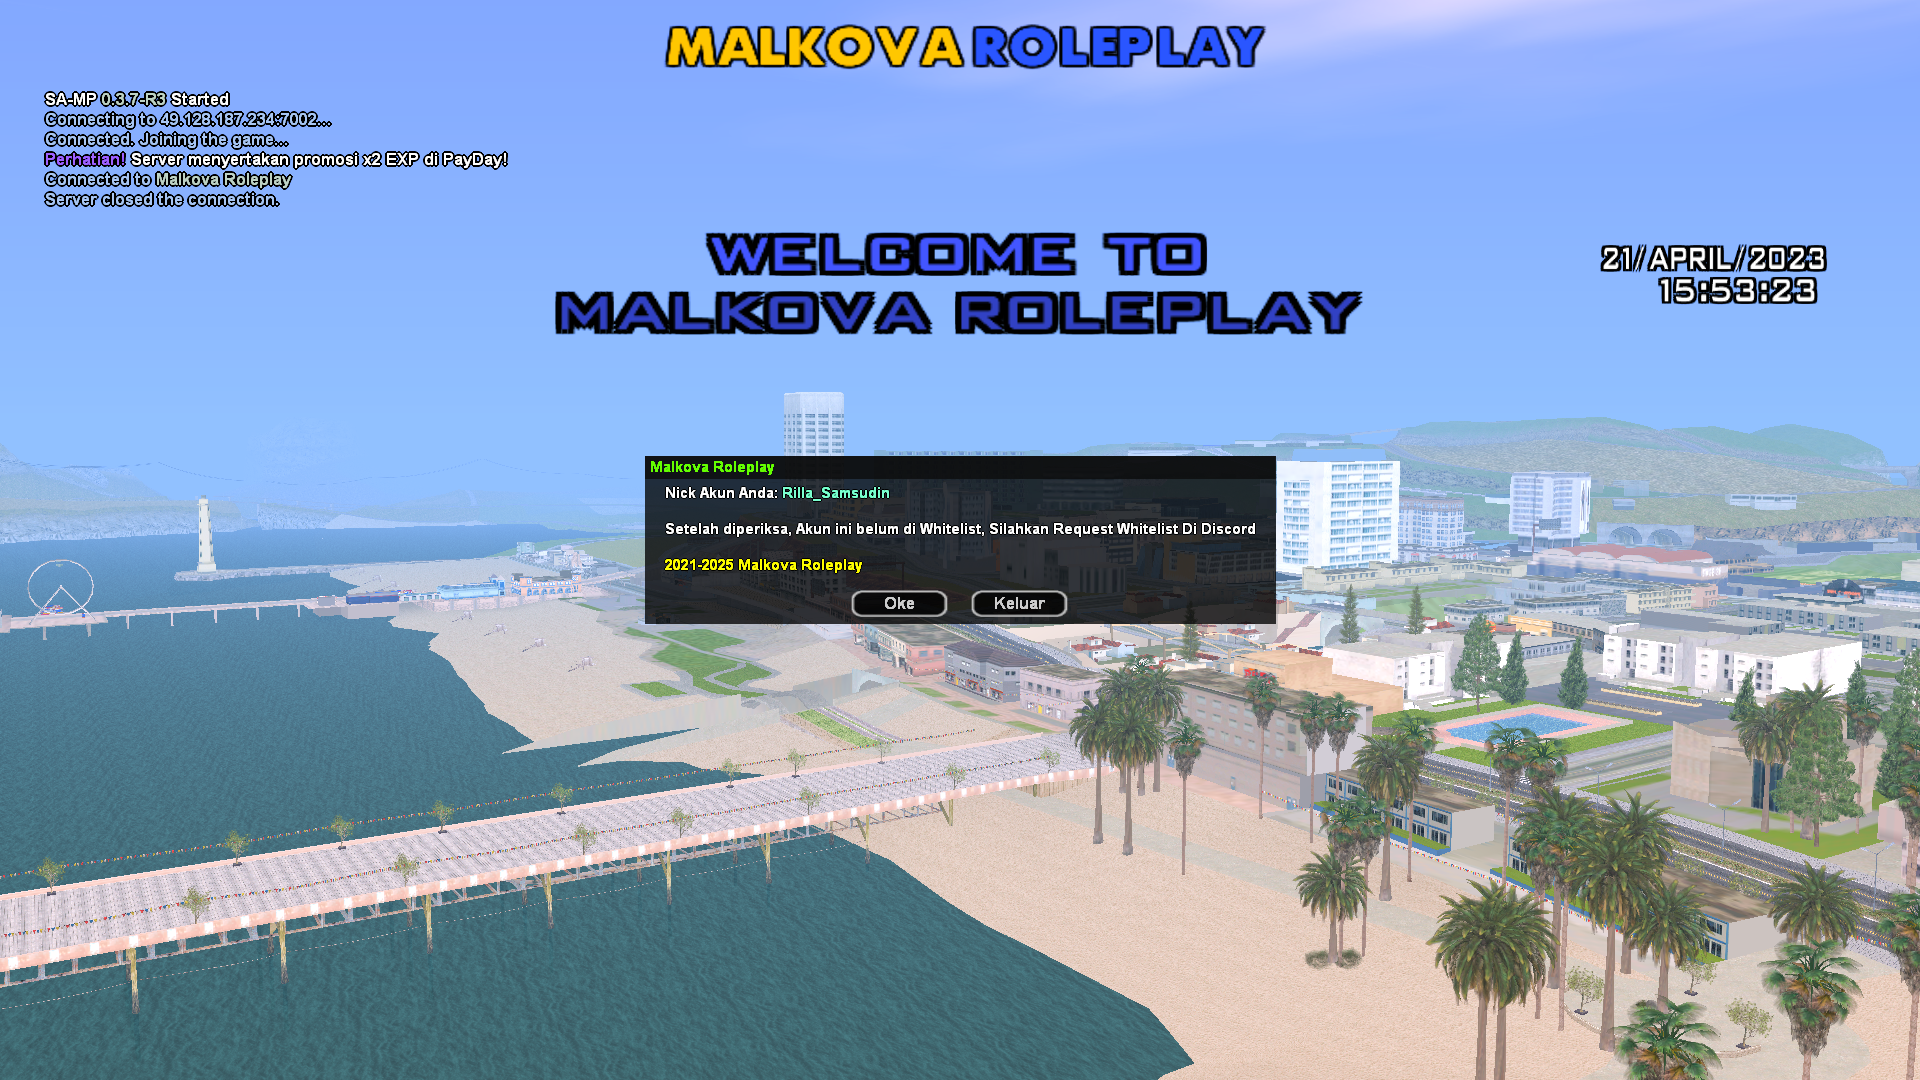 MALKOVA ROLEPLAY
SA-MP 0.3.7-R3 Started
Connecting to 49.128.187.234:7002...
Connected. Joining the game...
Perhatian! Server menyertakan promosi x2 EXP di PayDay!
Connected to Malkova Roleplay
Server closed the connection.
WELCOME TO
MALKOVA ROLEPLAY
21/APRIL/2023
15:53:23
Malkova Roleplay
Nick Akun Anda: Rilla_Samsudin
Setelah diperiksa, Akun ini belum di Whitelist, Silahkan Request Whitelist Di Discord
2021-2025 Malkova Roleplay
Oke
Keluar